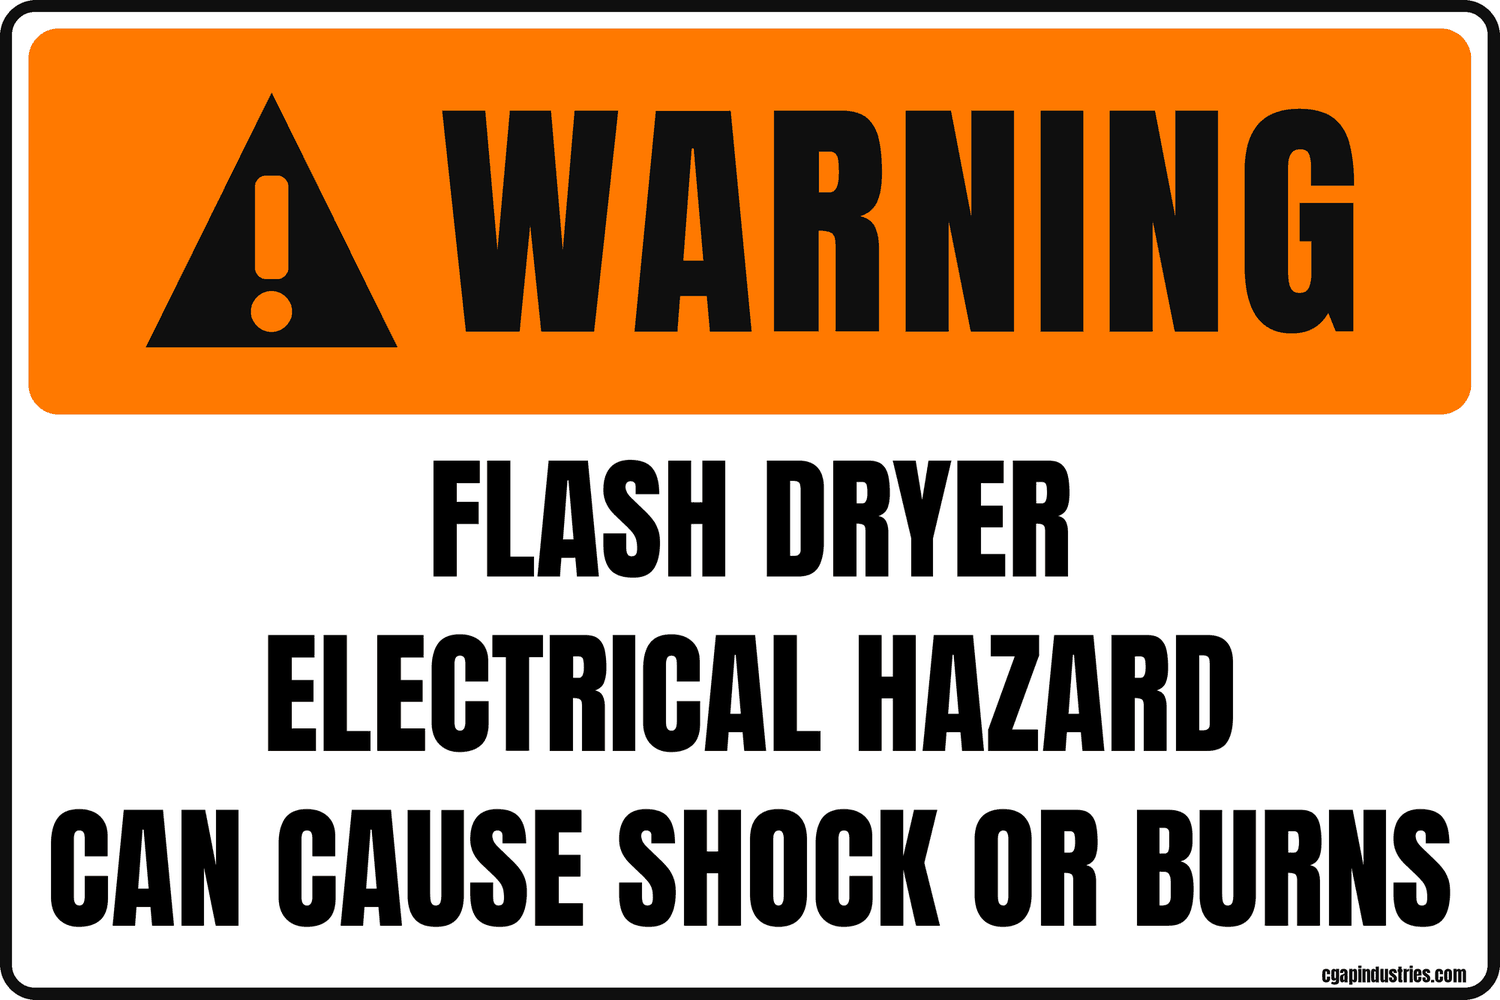 WARNING
FLASH DRYER
ELECTRICAL HAZARD
CAN CAUSE SHOCK OR BURNS
cgapindustries.com